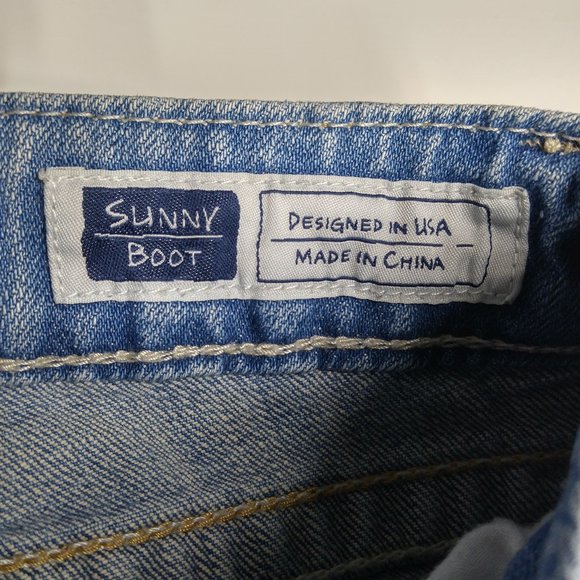 SUNNY
BOOT
DESIGNED IN USA
MADE IN CHINA